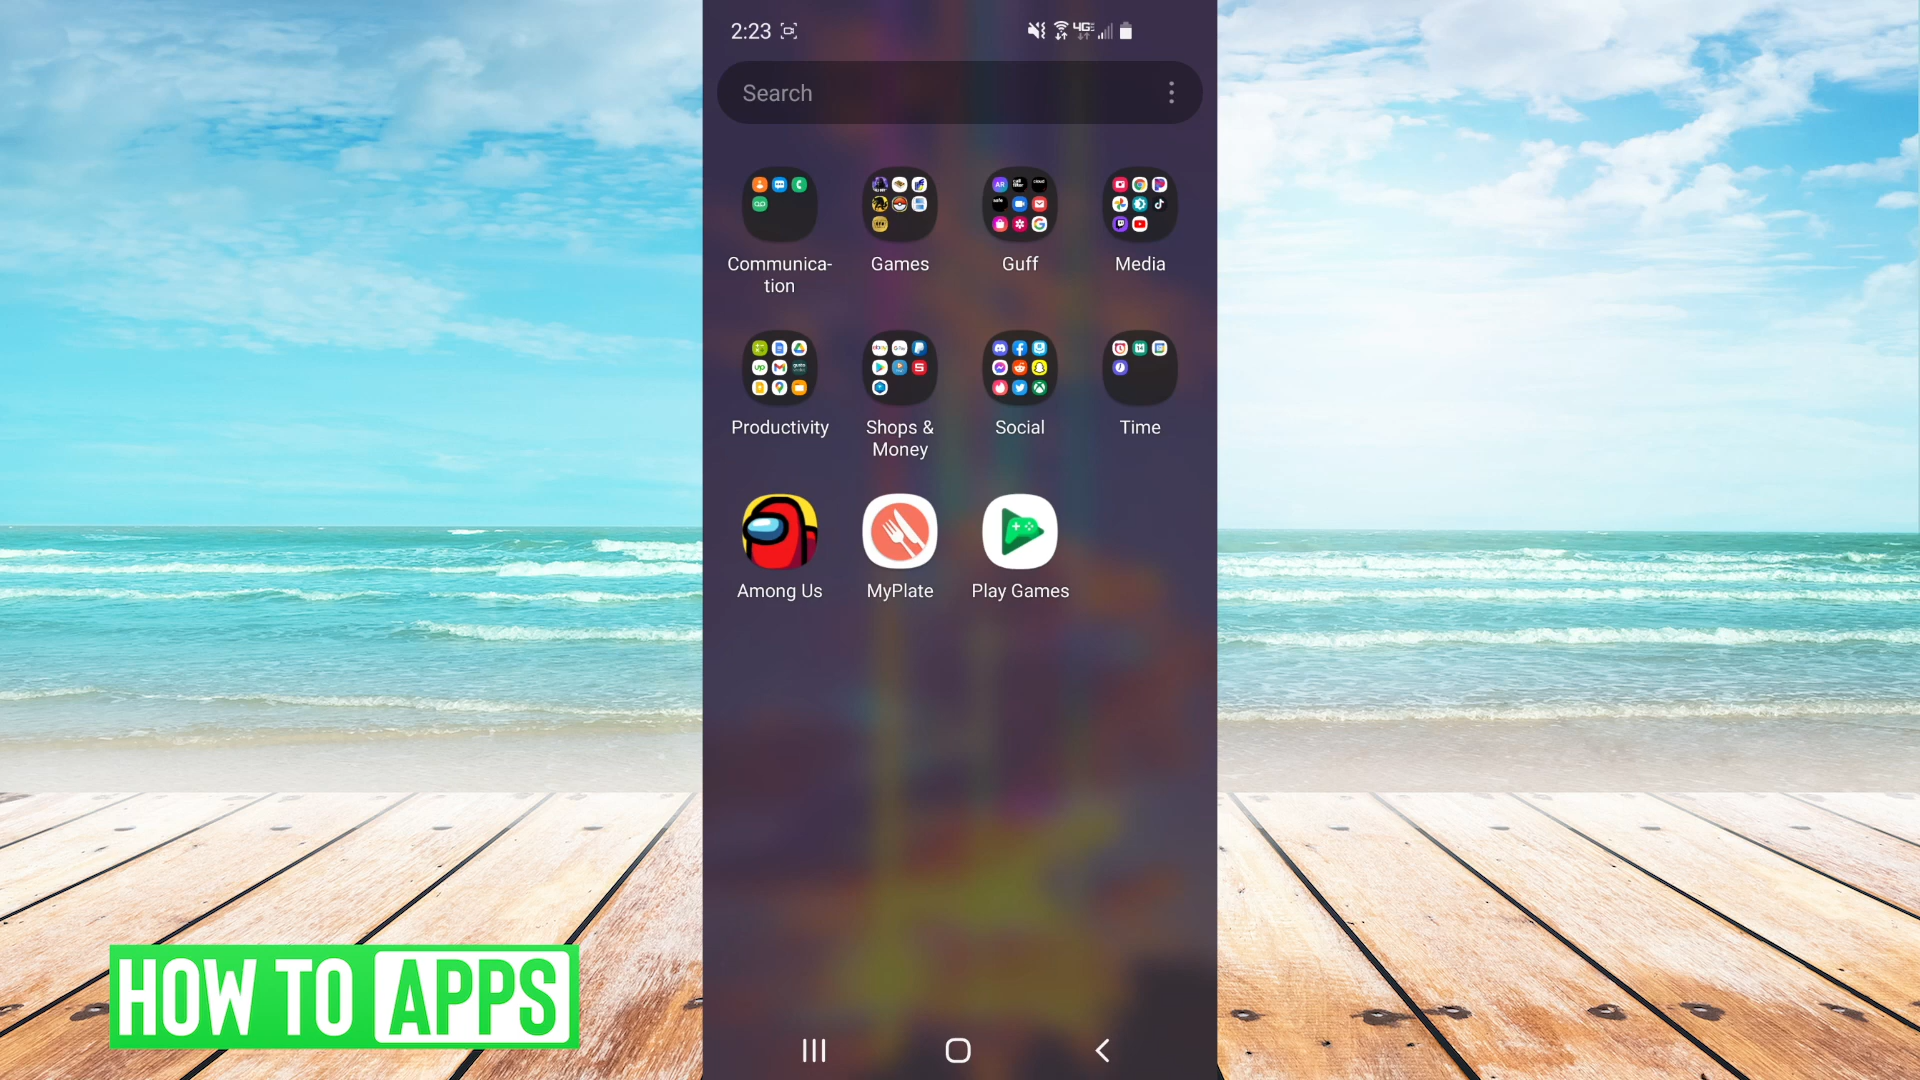 2:23
4GE
Search
Communica-
tion
Games
Guff
Media
Productivity
Shops &
Money
Social
Time
Among Us
MyPlate
Play Games
HOW TO APPS